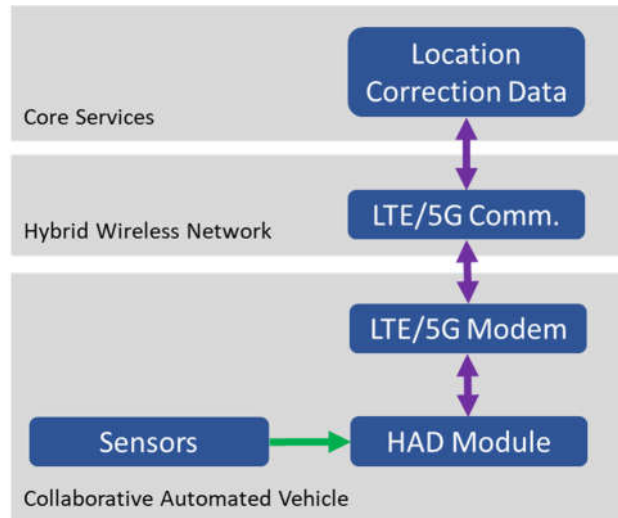 Location
Correction Data
Core Services
LTE/5G Comm.
Hybrid Wireless Network
LTE/5G Modem
Sensors
HAD Module
Collaborative Automated Vehicle